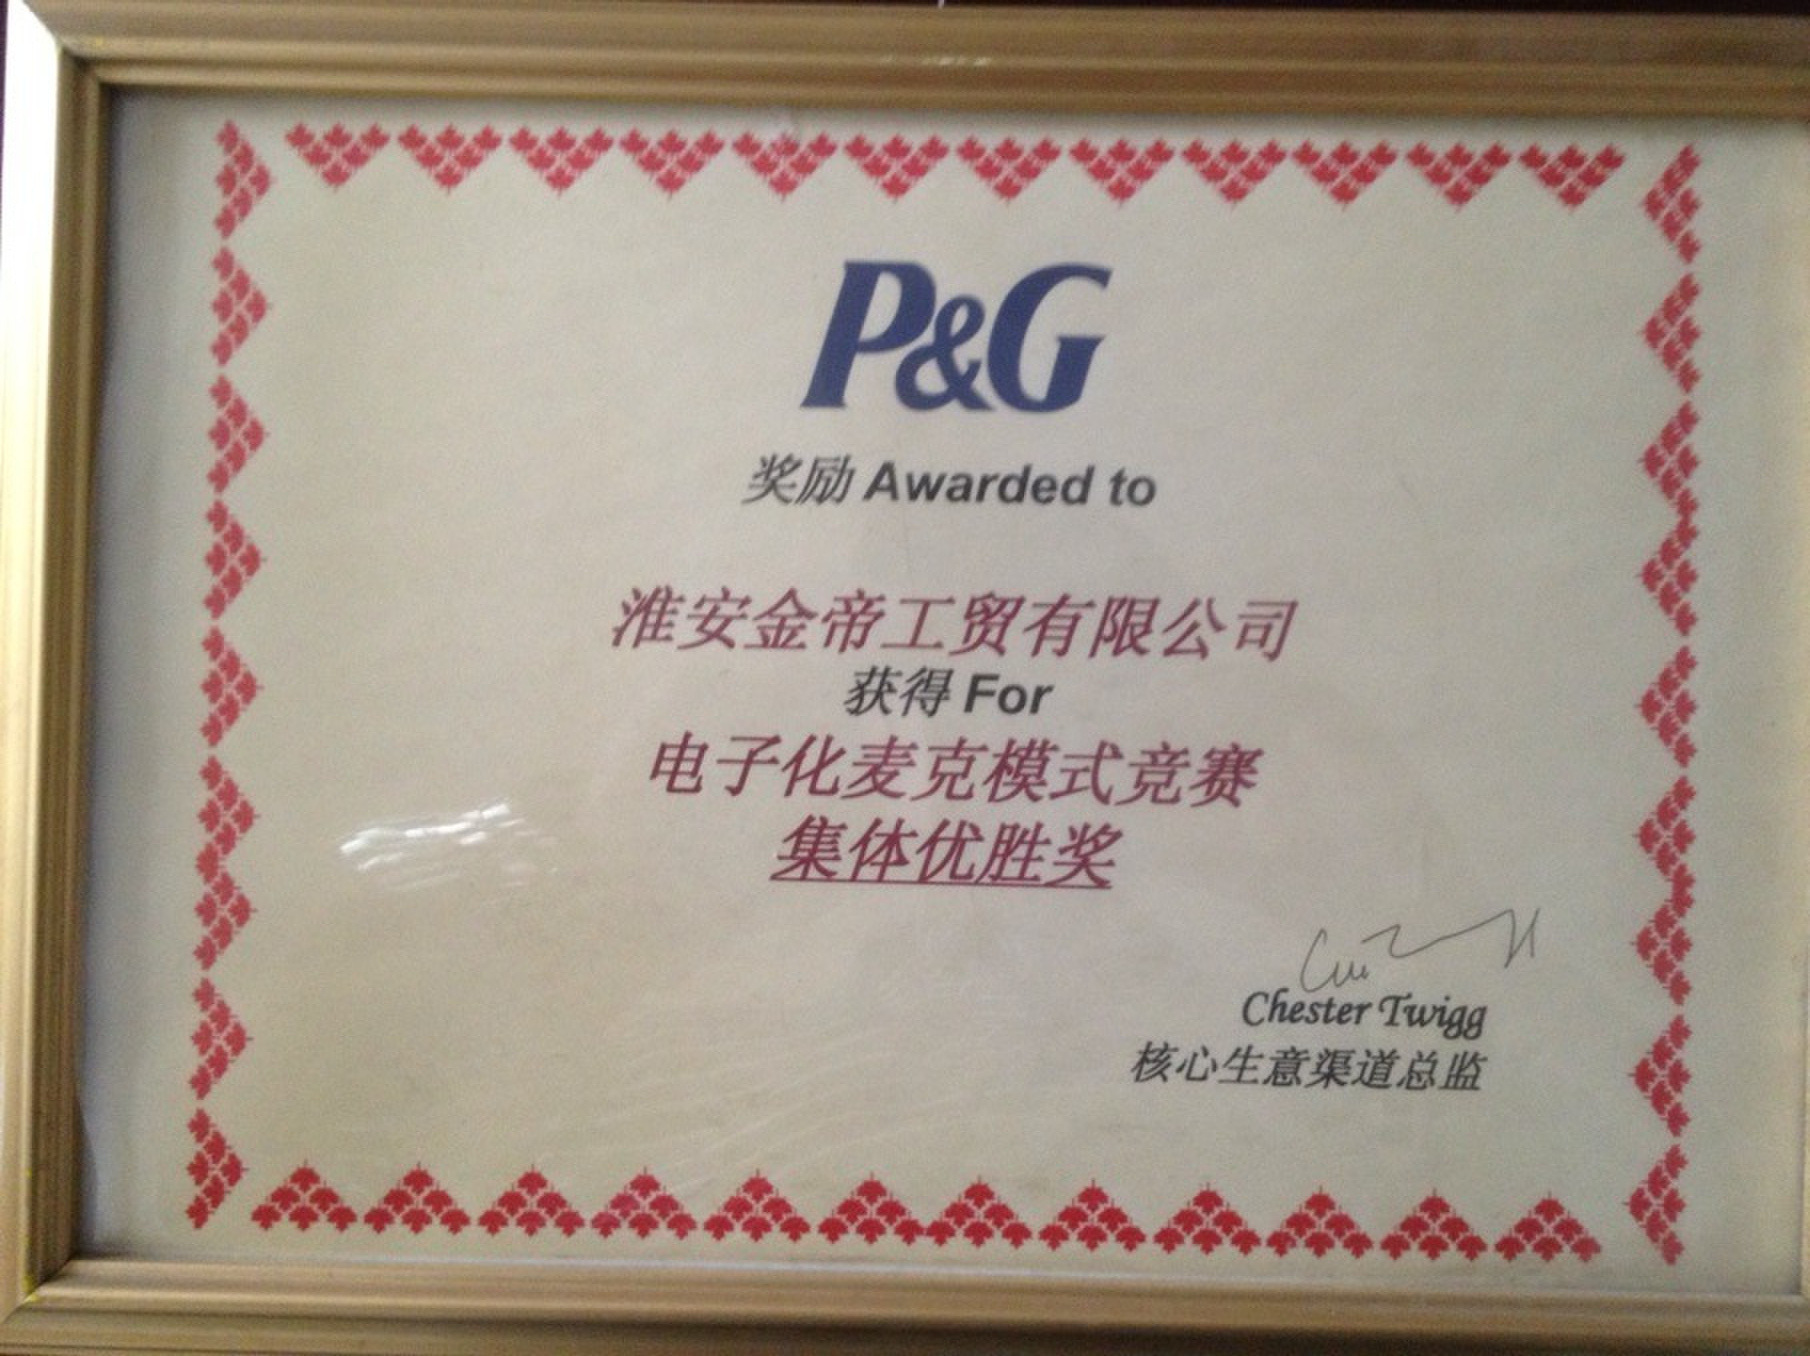 P&G
奖励 Awarded to
淮安金帝工贸有限公司
获得 For
电子化麦克模式竞赛
集体优胜奖
Chester Twigg
核心生意渠道总监